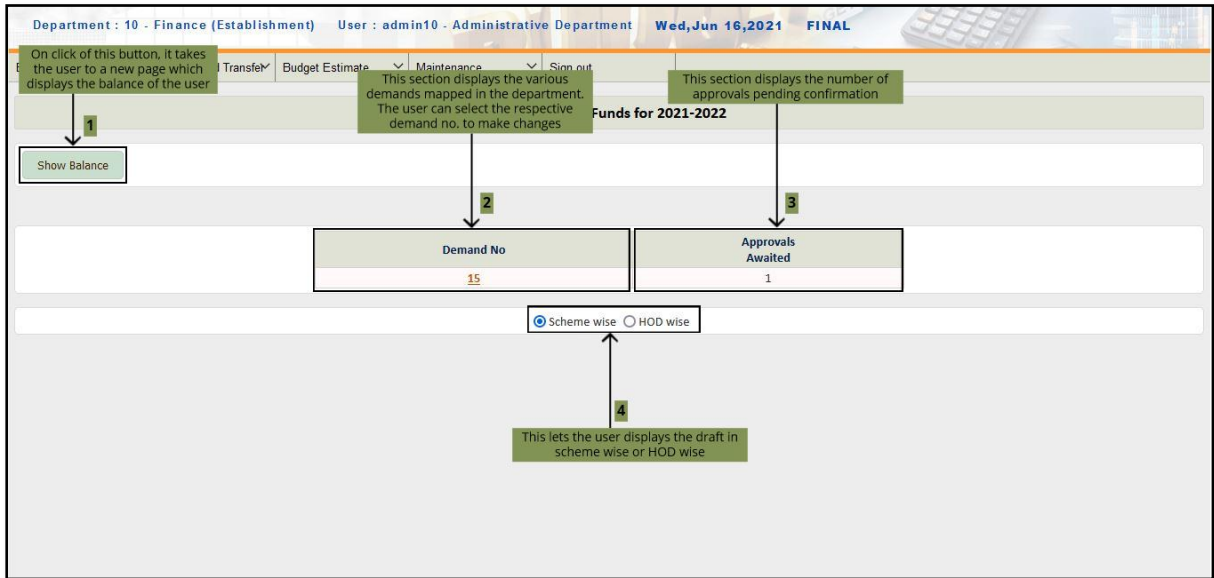 Department : 10 - Finance (Establishment) User : admin10 - Administrative Department Wed,Jun 16,2021 FINAL
On click of this button, it takes
the user to a new page which
displays the balance of the user
Transfer Budget Estimate Maintenance Sign out
This section displays the various
demands mapped in the department.
The user can select the respective
demand no. to make changes
This section displays the number of
approvals pending confirmation
Funds for 2021-2022
1
Show Balance
2
3
Demand No
Approvals
Awaited
15
1
Scheme wise HOD wise
4
This lets the user displays the draft in
scheme wise or HOD wise